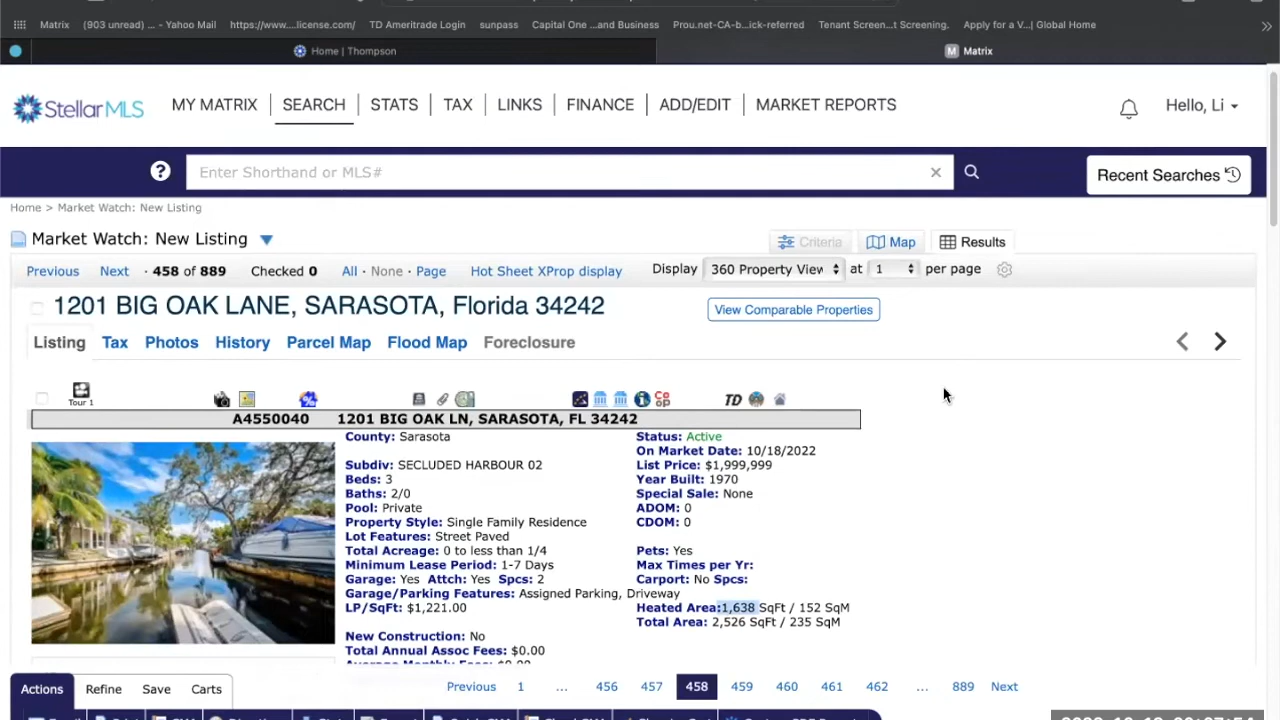 Matrix (903 unread) ... - Yahoo Mail https://www....license.com/ TD Ameritrade Login sunpass Capital One ...and Business Prou.net-CA-b...ick-referred Tenant Screen...t Screening. Apply for a V...| Global Home
Home | Thompson M Matrix
StellarMLS MY MATRIX SEARCH STATS TAX LINKS FINANCE ADD/EDIT MARKET REPORTS Hello, Li
? Enter Shorthand or MLS# Recent Searches
Home > Market Watch: New Listing
Market Watch: New Listing Criteria Map Results
Previous Next · 458 of 889 Checked 0 All · None · Page Hot Sheet XProp display Display 360 Property View at 1 per page
1201 BIG OAK LANE, SARASOTA, Florida 34242 View Comparable Properties
Listing Tax Photos History Parcel Map Flood Map Foreclosure
Tour 1 Co op TD
A4550040 1201 BIG OAK LN, SARASOTA, FL 34242
County: Sarasota Status: Active
On Market Date: 10/18/2022
Subdiv: SECLUDED HARBOUR 02 List Price: $1,999,999
Beds: 3 Year Built: 1970
Baths: 2/0 Special Sale: None
Pool: Private ADOM: 0
Property Style: Single Family Residence CDOM: 0
Lot Features: Street Paved
Total Acreage: 0 to less than 1/4 Pets: Yes
Minimum Lease Period: 1-7 Days Max Times per Yr:
Garage: Yes Attch: Yes Spcs: 2 Carport: No Spcs:
Garage/Parking Features: Assigned Parking, Driveway
LP/SqFt: $1,221.00 Heated Area:1,638 SqFt / 152 SqM
Total Area: 2,526 SqFt / 235 SqM
New Construction: No
Total Annual Assoc Fees: $0.00
Average Monthly Fees: $0.00
Actions Refine Save Carts Previous 1 ... 456 457 458 459 460 461 462 ... 889 Next